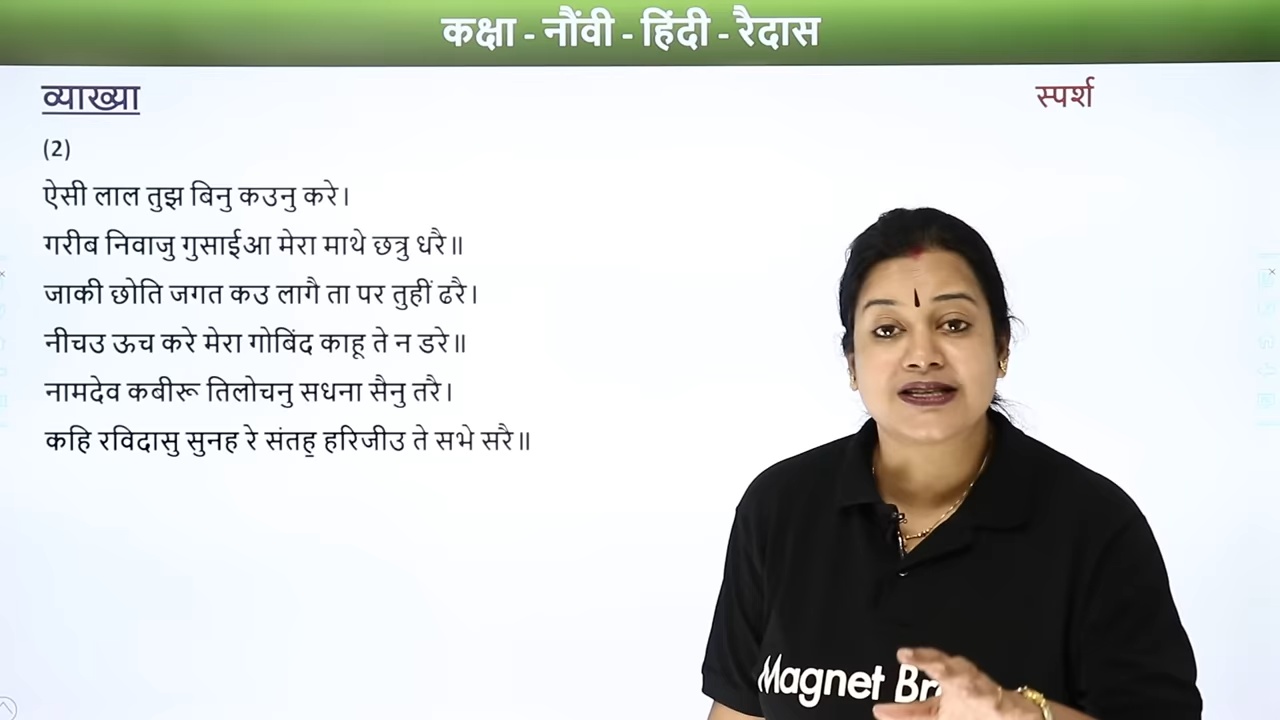 कक्षा - नौंवी - हिंदी - रैदास
व्याख्या
स्पर्श
(2)
ऐसी लाल तुझ बिनु कउनु करे।
गरीब निवाजु गुसाईआ मेरा माथे छत्रु धरै॥
जाकी छोति जगत कउ लागै ता पर तुहीं ढरै।
नीचउ ऊच करे मेरा गोबिंद काहू ते न डरे॥
नामदेव कबीरू तिलोचनु सधना सैनु तरै।
कहि रविदासु सुनह रे संतह॒ हरिजीउ ते सभे सरै॥
Magnet